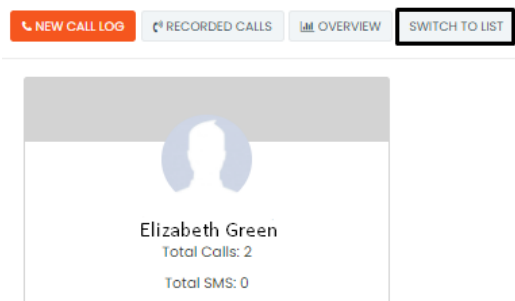 NEW CALL LOG RECORDED CALLS OVERVIEW SWITCH TO LIST
Elizabeth Green
Total Calls: 2
Total SMS: 0